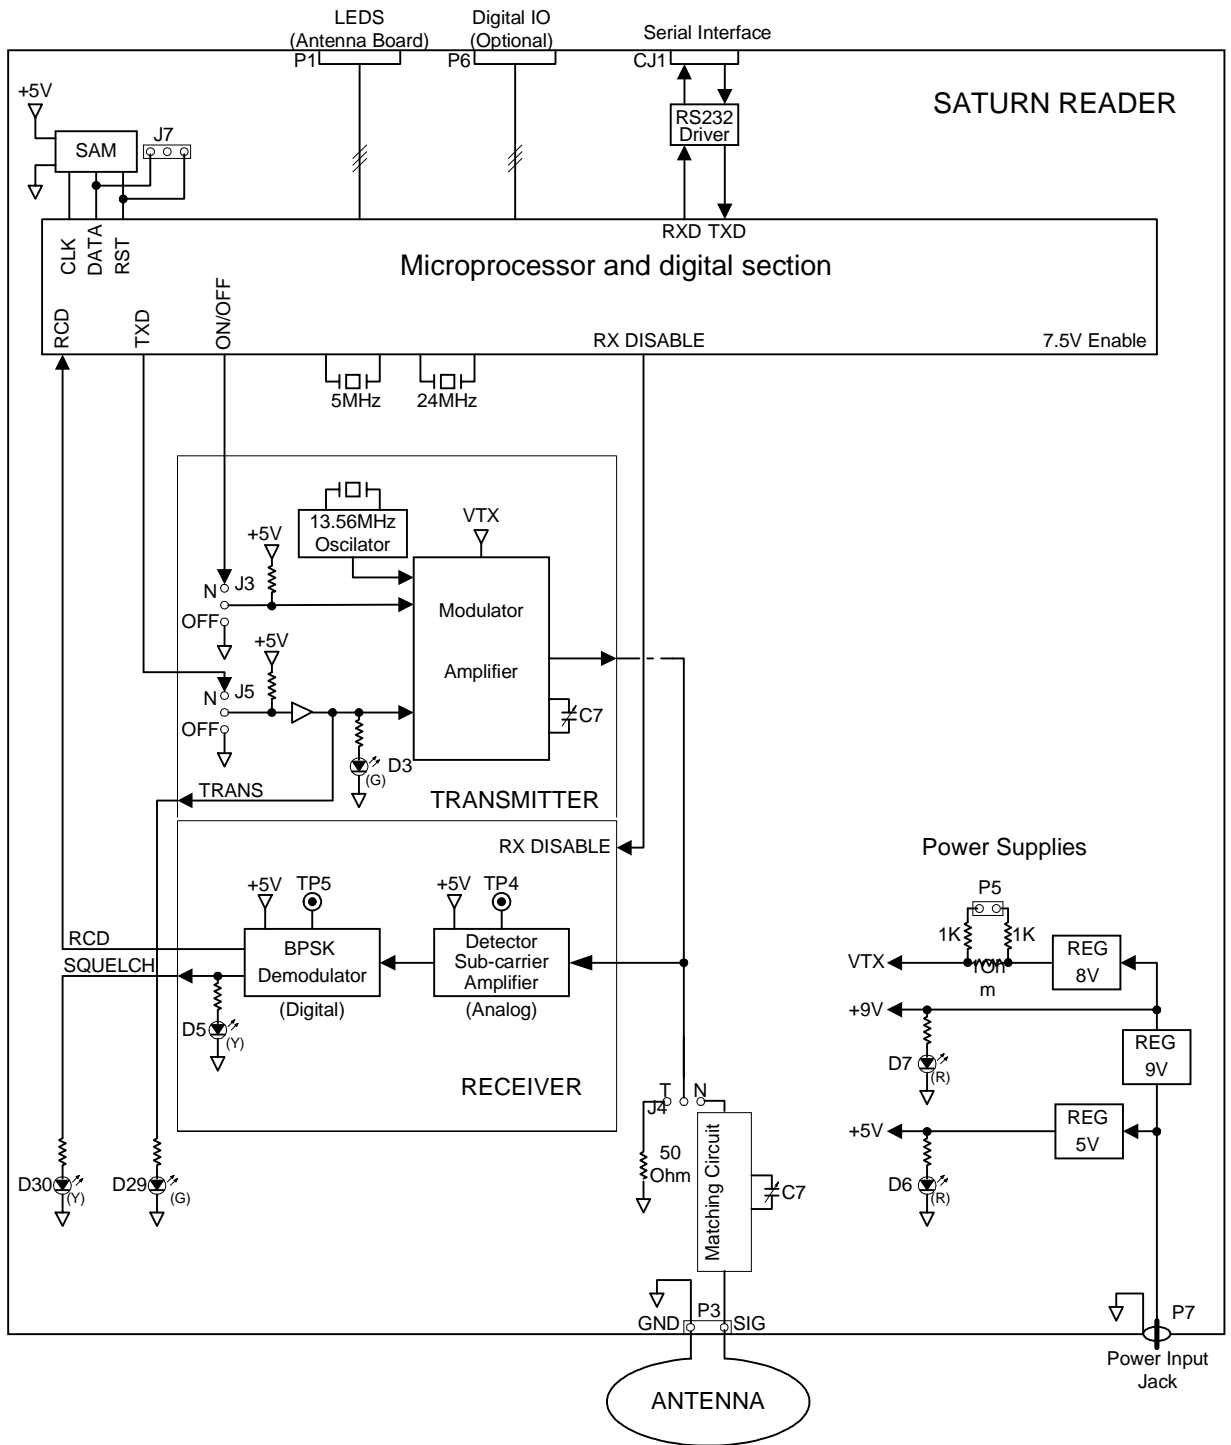 LEDS
(Antenna Board)
P1
Digital IO
(Optional)
P6
Serial Interface
CJ1
SATURN READER
+5V
SAM
J7
RS232
Driver
CLK
DATA
RST
RXD TXD
Microprocessor and digital section
RCD
TXD
ON/OFF
RX DISABLE
7.5V Enable
5MHz
24MHz
13.56MHz
Oscilator
VTX
+5V
N
J3
OFF
Modulator
Amplifier
+5V
N
J5
OFF
C7
D3
(G)
TRANS
TRANSMITTER
RX DISABLE
+5V
TP5
+5V
TP4
RCD
BPSK
Demodulator
(Digital)
Detector
Sub-carrier
Amplifier
(Analog)
SQUELCH
D5
(Y)
RECEIVER
Power Supplies
P5
1K
1K
VTX
1Oh
m
REG
8V
+9V
D7
(R)
REG
9V
+5V
REG
5V
D6
(R)
T
N
J4
50
Ohm
Matching Circuit
C7
D30
(Y)
D29
(G)
GND
P3
SIG
P7
Power Input
Jack
ANTENNA